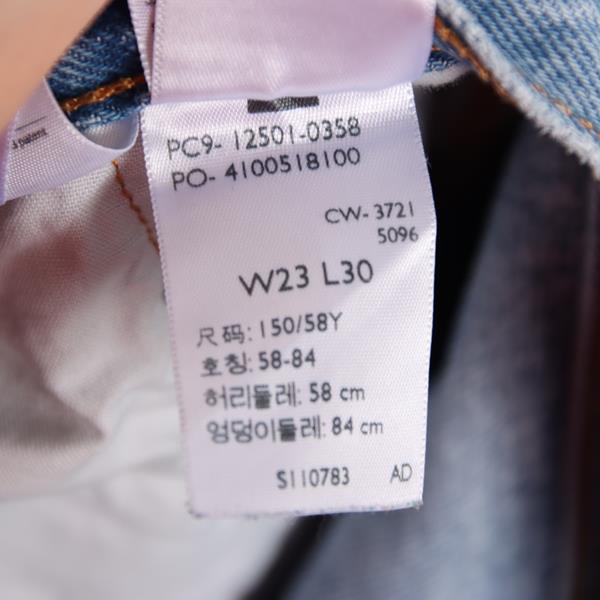 a patent
PC9- 12501-0358
PO- 4100518100
CW- 3721
5096
W23 L30
尺码: 150/58Y
호칭: 58-84
허리둘레: 58 cm
엉덩이둘레: 84 cm
S110783 AD